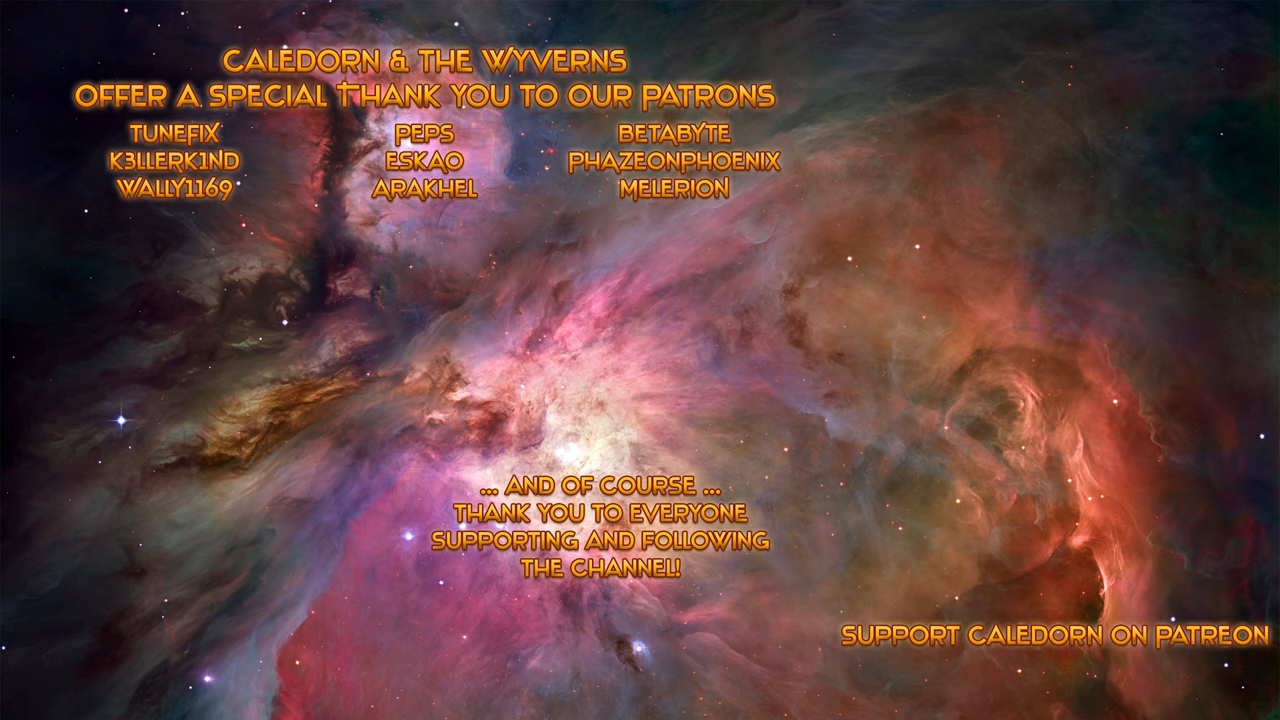 CALEDORN & THE WYVERNS
OFFER A SPECIAL THANK YOU TO OUR PATRONS
TUNEFIX PEPS BETABYTE
K3LLERK1ND ESKAO PHAZEONPHOENIX
WALLY1169 ARAKHEL MELERION
... AND OF COURSE ...
THANK YOU TO EVERYONE
SUPPORTING AND FOLLOWING
THE CHANNEL!
SUPPORT CALEDORN ON PATREON